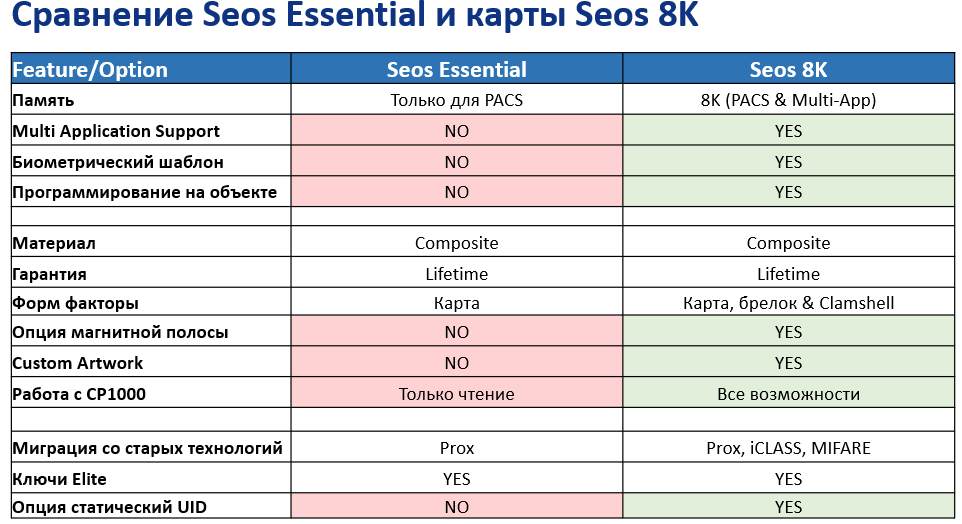 Сравнение Seos Essential и карты Seos 8K
Feature/Option Seos Essential Seos 8K
Память Только для PACS 8K (PACS & Multi-App)
Multi Application Support NO YES
Биометрический шаблон NO YES
Программирование на объекте NO YES
Материал Composite Composite
Гарантия Lifetime Lifetime
Форм факторы Карта Карта, брелок & Clamshell
Опция магнитной полосы NO YES
Custom Artwork NO YES
Работа с CP1000 Только чтение Все возможности
Миграция со старых технологий Prox Prox, iCLASS, MIFARE
Ключи Elite YES YES
Опция статический UID NO YES